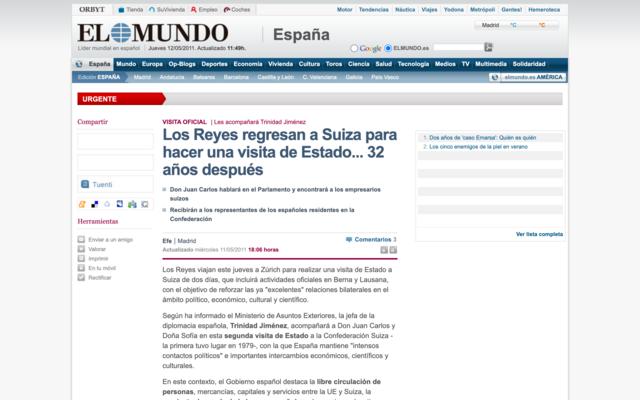 ORBYT Tienda SuVivienda Empleo Coches Motor Tendencias Náutica Viajes Yodona Metrópoli Gentes! Hemeroteca
EL MUNDO
España
Madrid °C °C
Líder mundial en español Jueves 12/05/2011. Actualizado 11:49h.
Google ELMUNDO.es
España Mundo Europa Op-Blogs Deportes Economía Vivienda Cultura Toros Ciencia Salud Tecnología Medios TV Multimedia Solidaridad
Edición ESPAÑA Madrid Andalucía Baleares Barcelona Castilla y León C. Valenciana Galicia País Vasco elmundo.es AMÉRICA
URGENTE
Compartir
Tuenti
Herramientas
Enviar a un amigo
Valorar
Imprimir
En tu móvil
Rectificar
VISITA OFICIAL | Les acompañará Trinidad Jiménez
Los Reyes regresan a Suiza para
hacer una visita de Estado... 32
años después
Don Juan Carlos hablará en el Parlamento y encontrará a los empresarios
suizos
Recibirán a los representantes de los españoles residentes en la
Confederación
Efe | Madrid
Comentarios 3
Actualizado miércoles 11/05/2011 18:06 horas
Los Reyes viajan este jueves a Zúrich para realizar una visita de Estado a
Suiza de dos días, que incluirá actividades oficiales en Berna y Lausana,
con el objetivo de reforzar las ya "excelentes" relaciones bilaterales en el
ámbito político, económico, cultural y científico.
Según ha informado el Ministerio de Asuntos Exteriores, la jefa de la
diplomacia española, Trinidad Jiménez, acompañará a Don Juan Carlos y
Doña Sofía en esta segunda visita de Estado a la Confederación Suiza -
la primera tuvo lugar en 1979-, con la que España mantiene "intensos
contactos políticos" e importantes intercambios económicos, científicos y
culturales.
En este contexto, el Gobierno español destaca la libre circulación de
personas, mercancías, capitales y servicios entre la UE y Suiza, la
1. Dos años de 'caso Emarsa': Quién es quién
2. Los cinco enemigos de la piel en verano
Ver lista completa